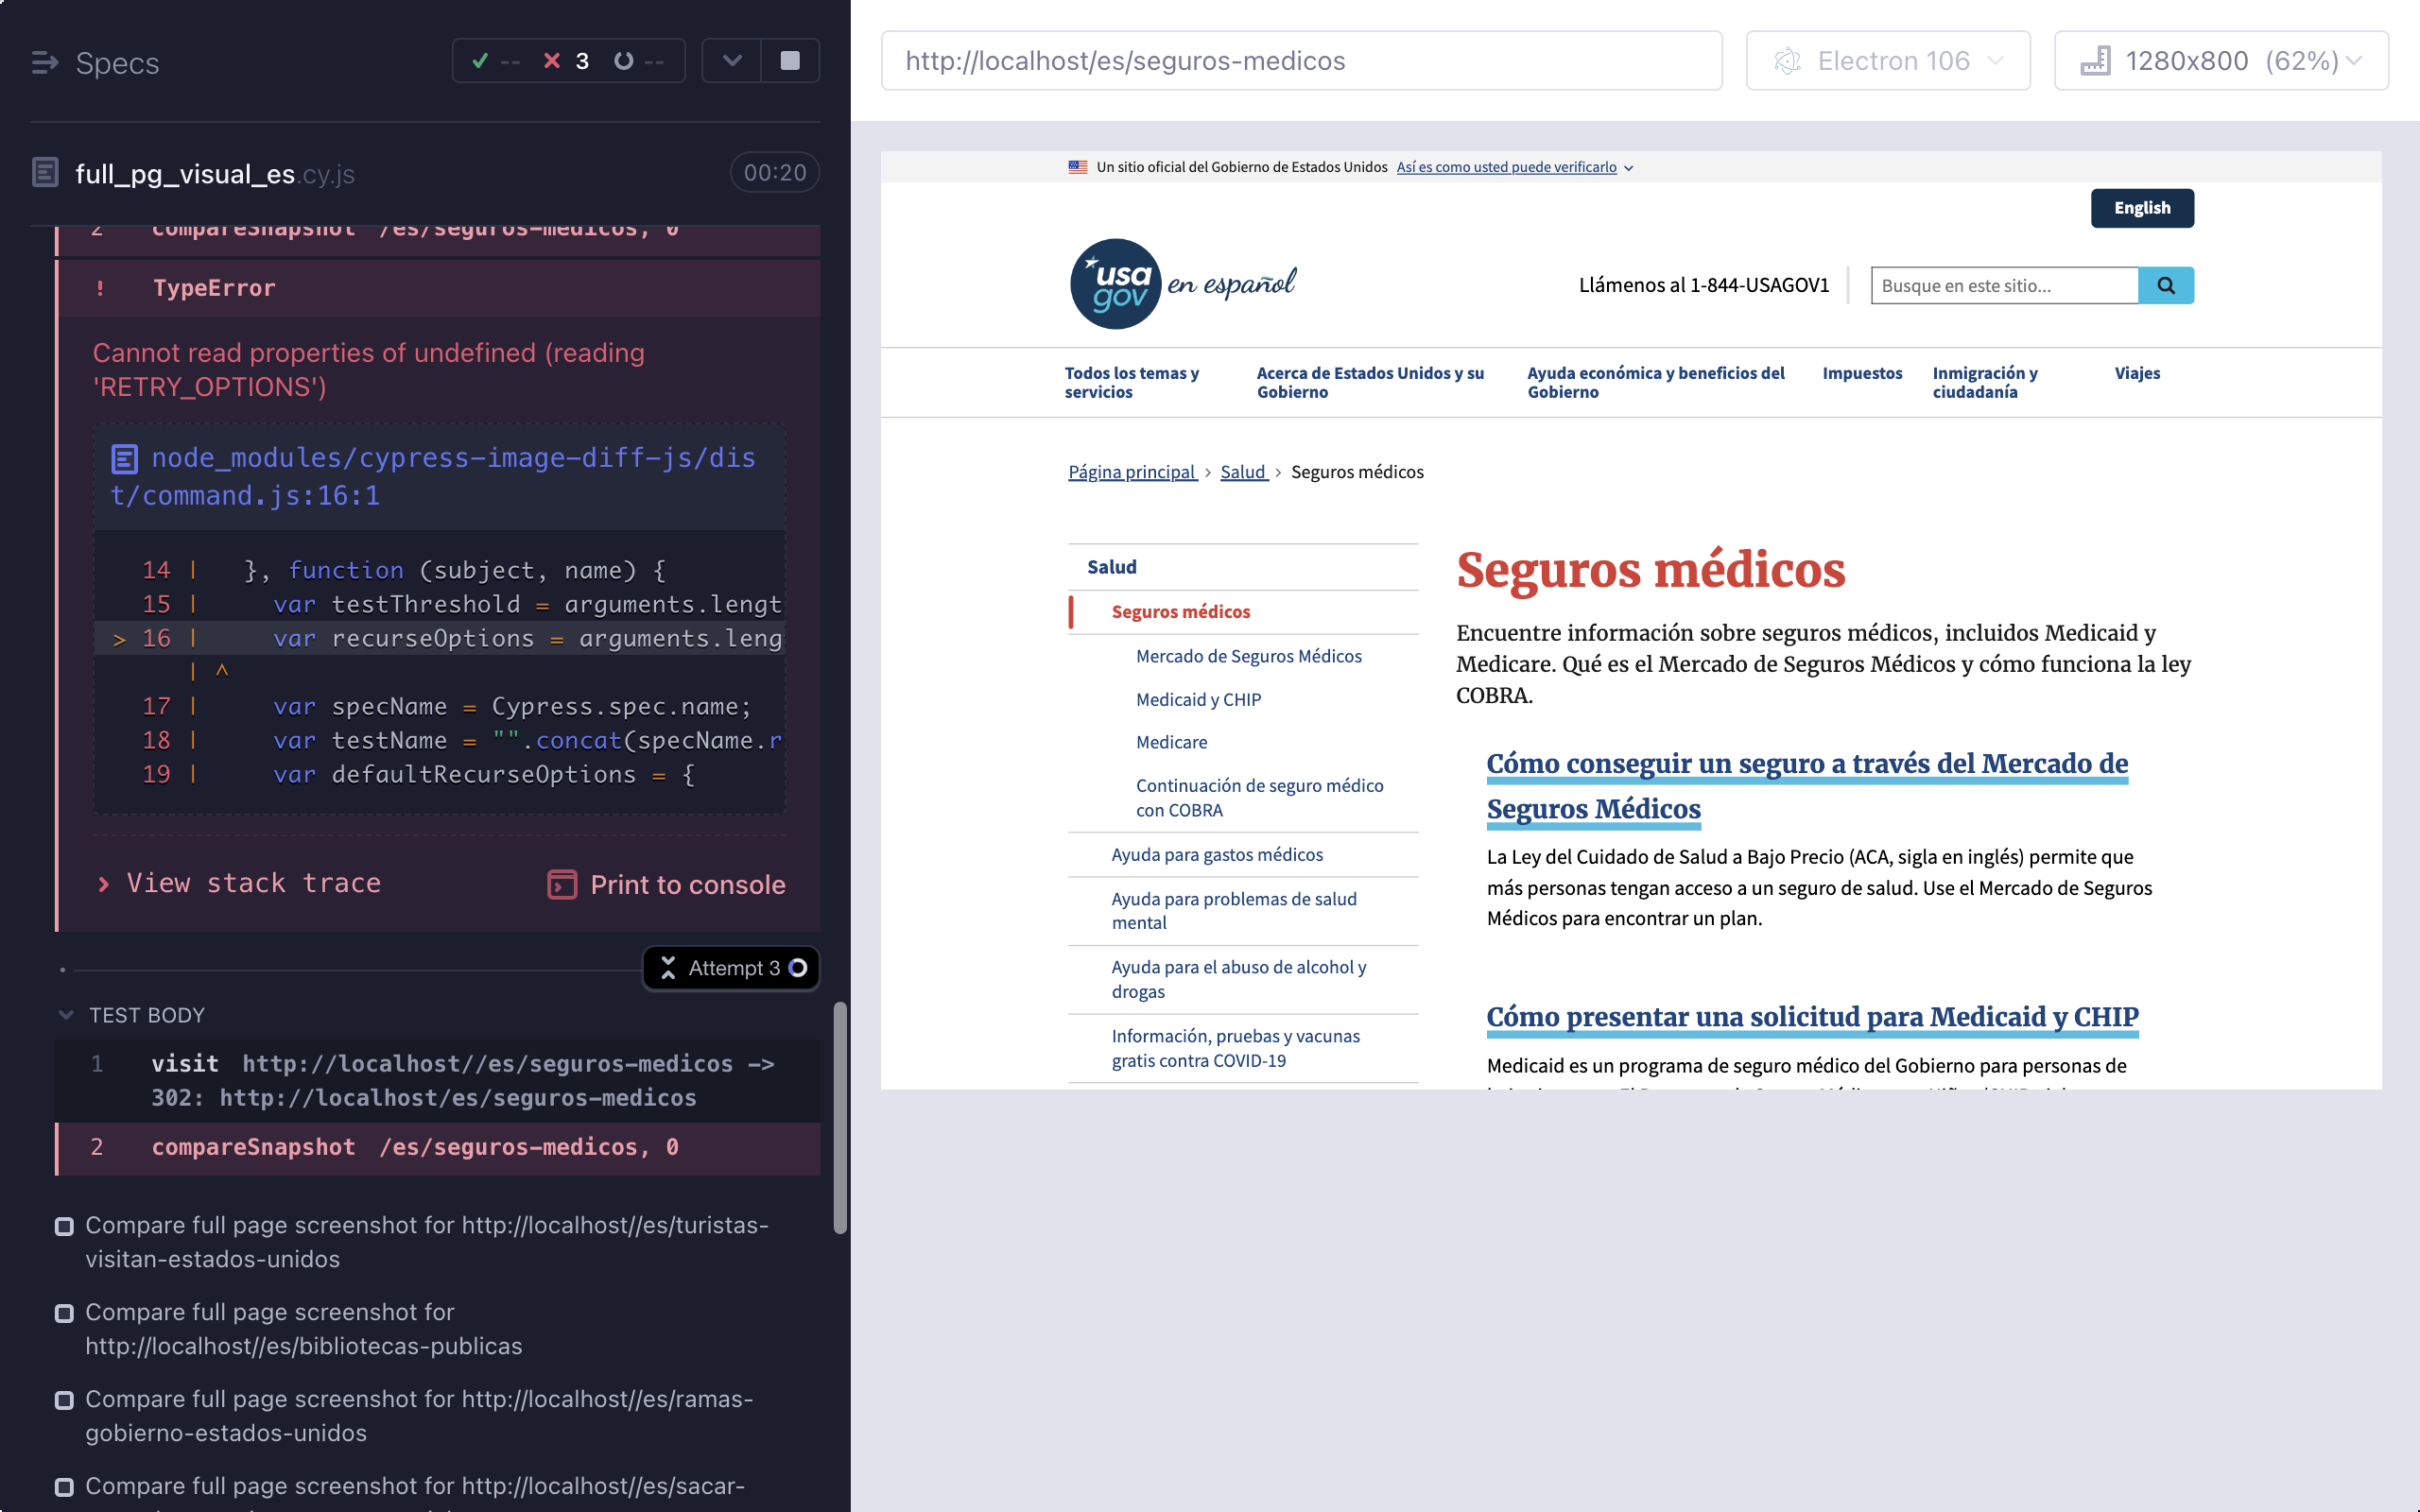 Specs
-- 3 --
full_pg_visual_es.cy.js
00:20
2 compareSnapshot /es/seguros-medicos, 0
! TypeError
Cannot read properties of undefined (reading
'RETRY_OPTIONS')
node_modules/cypress-image-diff-js/dis
t/command.js:16:1
14 | }, function (subject, name) {
15 | var testThreshold = arguments.lengt
> 16 | var recurseOptions = arguments.leng
| ^
17 | var specName = Cypress.spec.name;
18 | var testName = "".concat(specName.r
19 | var defaultRecurseOptions = {
> View stack trace
Print to console
Attempt 3
TEST BODY
1 visit http://localhost//es/seguros-medicos ->
302: http://localhost/es/seguros-medicos
2 compareSnapshot /es/seguros-medicos, 0
Compare full page screenshot for http://localhost//es/turistas-
visitan-estados-unidos
Compare full page screenshot for
http://localhost//es/bibliotecas-publicas
Compare full page screenshot for http://localhost//es/ramas-
gobierno-estados-unidos
Compare full page screenshot for http://localhost//es/sacar-
http://localhost/es/seguros-medicos
Electron 106
1280x800 (62%)
Un sitio oficial del Gobierno de Estados Unidos Así es como usted puede verificarlo
English
usa
gov
en español
Llámenos al 1-844-USAGOV1
Busque en este sitio...
Todos los temas y
servicios
Acerca de Estados Unidos y su
Gobierno
Ayuda económica y beneficios del
Gobierno
Impuestos
Inmigración y
ciudadanía
Viajes
Página principal > Salud > Seguros médicos
Salud
Seguros médicos
Mercado de Seguros Médicos
Medicaid y CHIP
Medicare
Continuación de seguro médico
con COBRA
Ayuda para gastos médicos
Ayuda para problemas de salud
mental
Ayuda para el abuso de alcohol y
drogas
Información, pruebas y vacunas
gratis contra COVID-19
Seguros médicos
Encuentre información sobre seguros médicos, incluidos Medicaid y
Medicare. Qué es el Mercado de Seguros Médicos y cómo funciona la ley
COBRA.
Cómo conseguir un seguro a través del Mercado de
Seguros Médicos
La Ley del Cuidado de Salud a Bajo Precio (ACA, sigla en inglés) permite que
más personas tengan acceso a un seguro de salud. Use el Mercado de Seguros
Médicos para encontrar un plan.
Cómo presentar una solicitud para Medicaid y CHIP
Medicaid es un programa de seguro médico del Gobierno para personas de